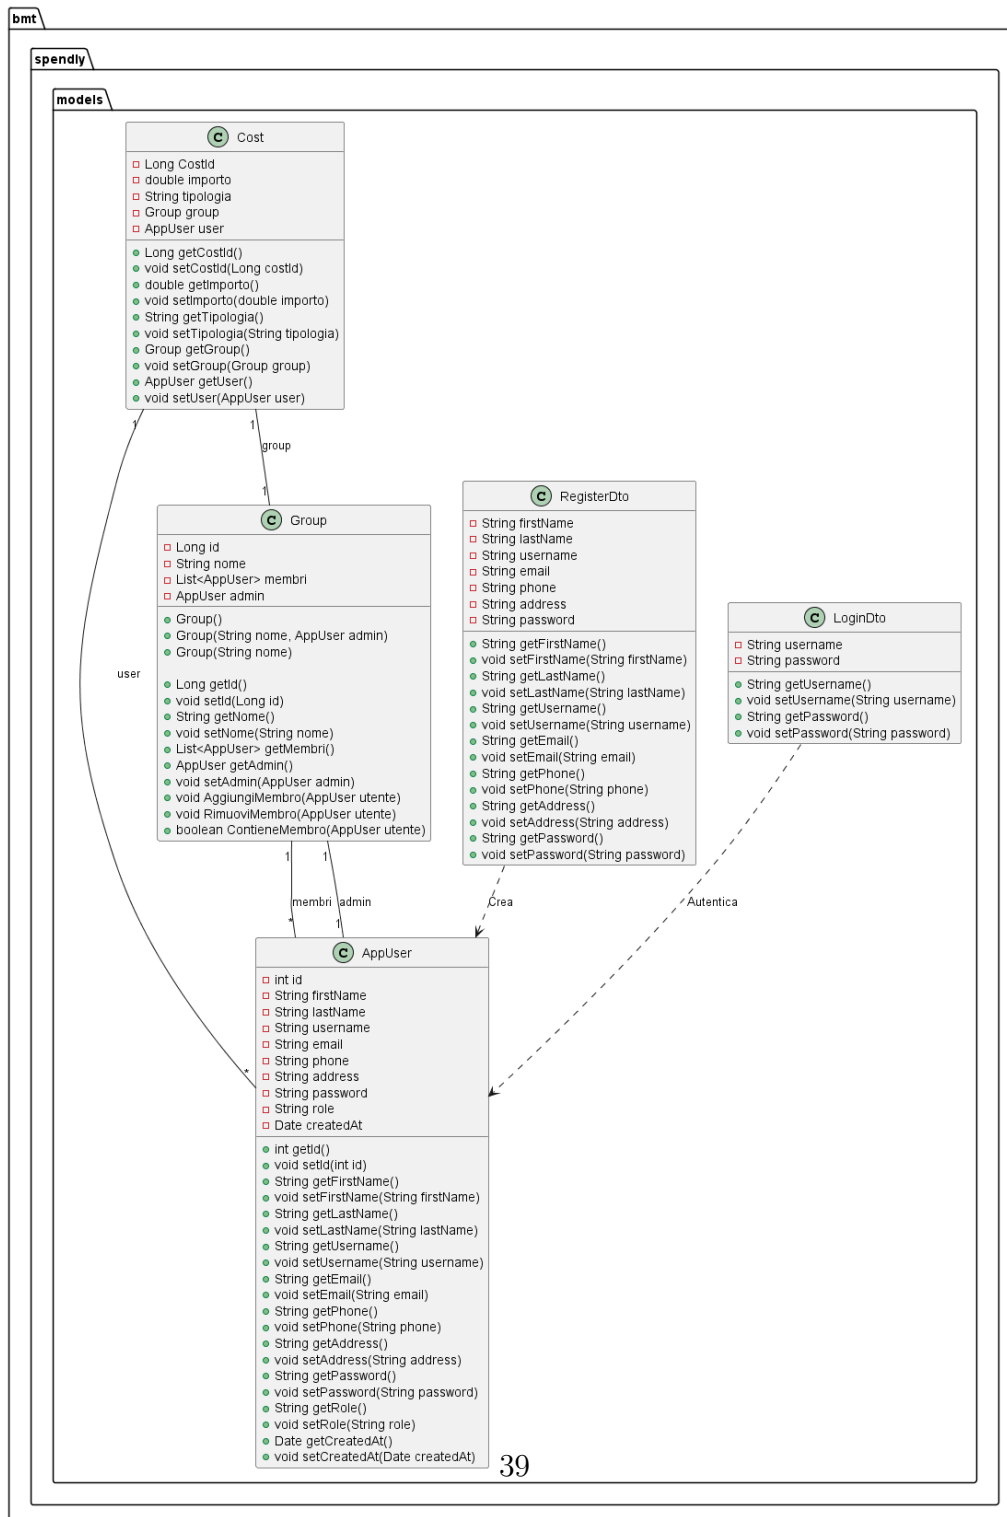 bmt
spendly
models
C Cost
Long CostId
double importo
String tipologia
Group group
AppUser user
Long getCostId()
void setCostId(Long costId)
double getImporto()
void setImporto(double importo)
String getTipologia()
void setTipologia(String tipologia)
Group getGroup()
void setGroup(Group group)
AppUser getUser()
void setUser(AppUser user)
1
1
group
1
user
C Group
Long id
String nome
List<AppUser> membri
AppUser admin
Group()
Group(String nome, AppUser admin)
Group(String nome)
Long getId()
void setId(Long id)
String getNome()
void setNome(String nome)
List<AppUser> getMembri()
AppUser getAdmin()
void setAdmin(AppUser admin)
void AggiungiMembro(AppUser utente)
void RimuoviMembro(AppUser utente)
boolean ContieneMembro(AppUser utente)
C RegisterDto
String firstName
String lastName
String username
String email
String phone
String address
String password
String getFirstName()
void setFirstName(String firstName)
String getLastName()
void setLastName(String lastName)
String getUsername()
void setUsername(String username)
String getEmail()
void setEmail(String email)
String getPhone()
void setPhone(String phone)
String getAddress()
void setAddress(String address)
String getPassword()
void setPassword(String password)
C LoginDto
String username
String password
String getUsername()
void setUsername(String username)
String getPassword()
void setPassword(String password)
1
1
membri
admin
Crea
Autentica
*
1
*
C AppUser
int id
String firstName
String lastName
String username
String email
String phone
String address
String password
String role
Date createdAt
int getId()
void setId(int id)
String getFirstName()
void setFirstName(String firstName)
String getLastName()
void setLastName(String lastName)
String getUsername()
void setUsername(String username)
String getEmail()
void setEmail(String email)
String getPhone()
void setPhone(String phone)
String getAddress()
void setAddress(String address)
String getPassword()
void setPassword(String password)
String getRole()
void setRole(String role)
Date getCreatedAt()
void setCreatedAt(Date createdAt)
39